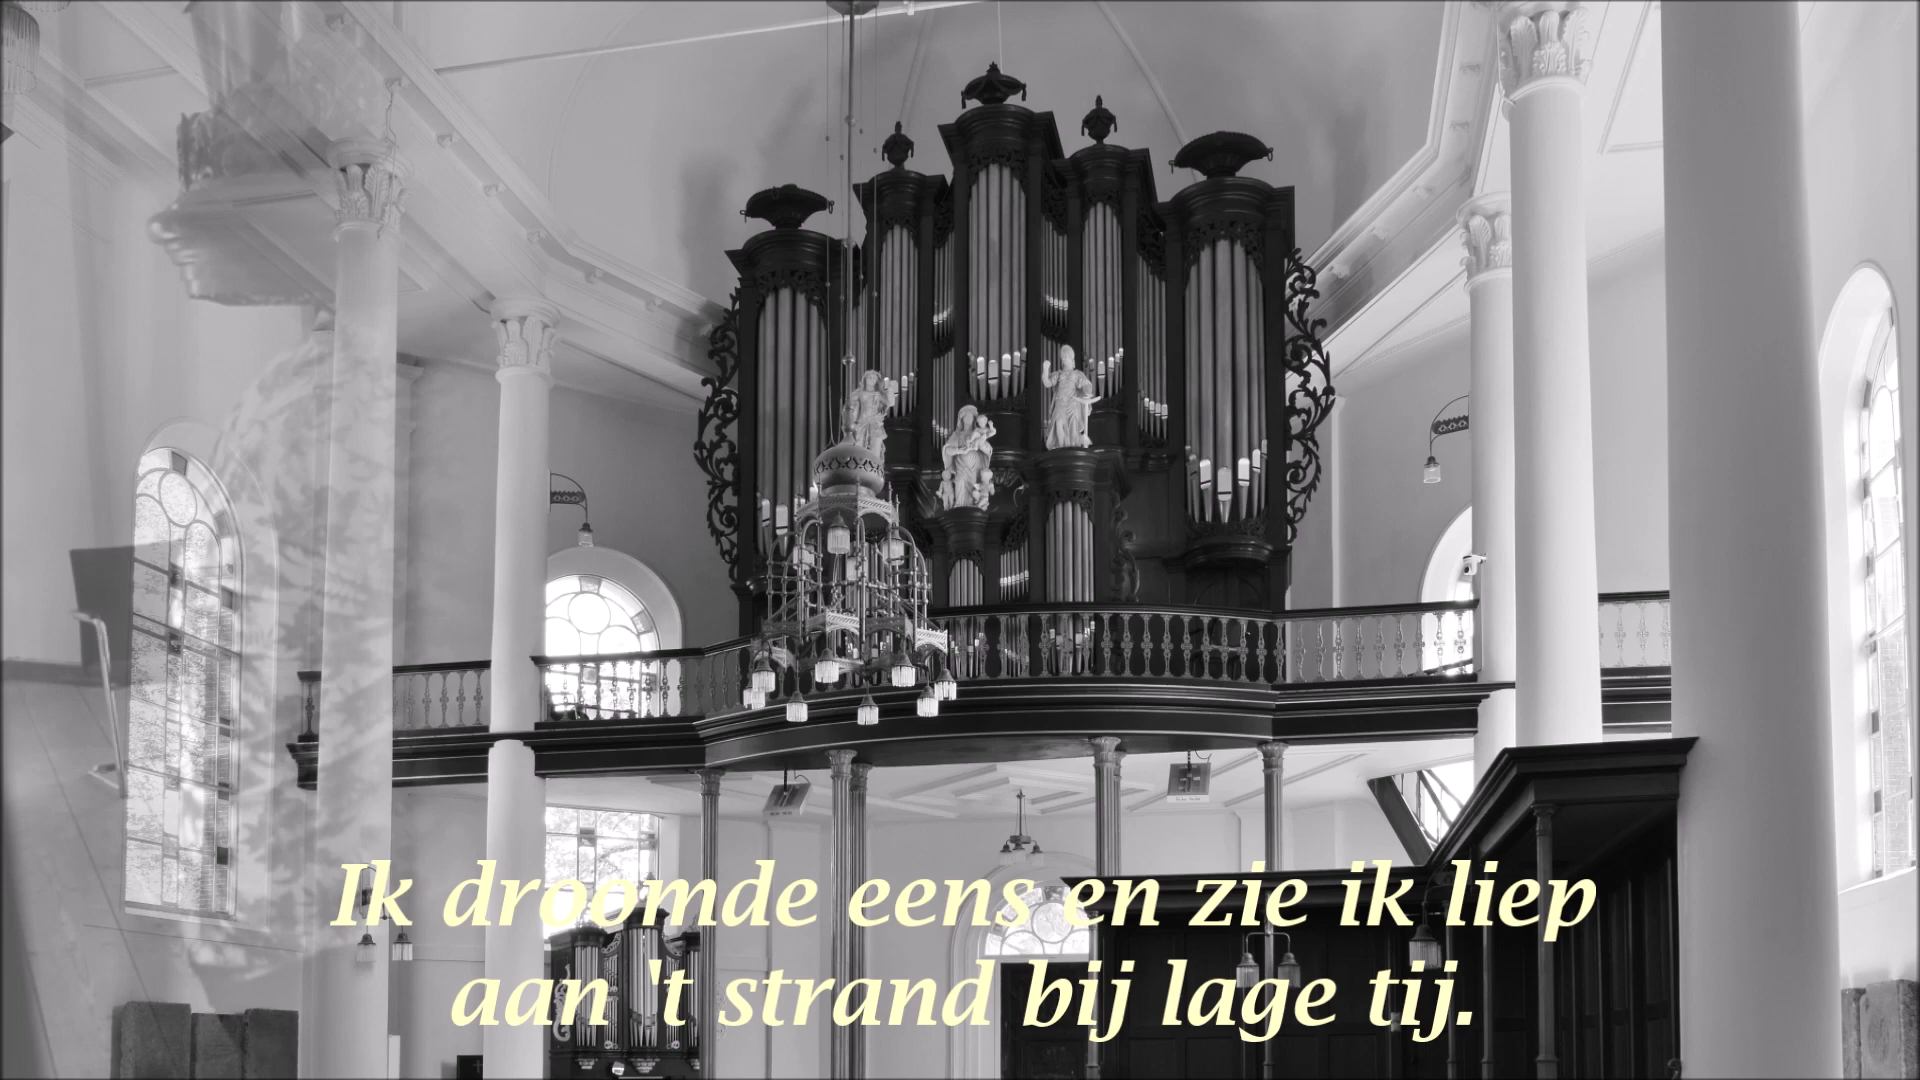 Ik droomde eens en zie ik liep
aan 't strand bij lage tij.